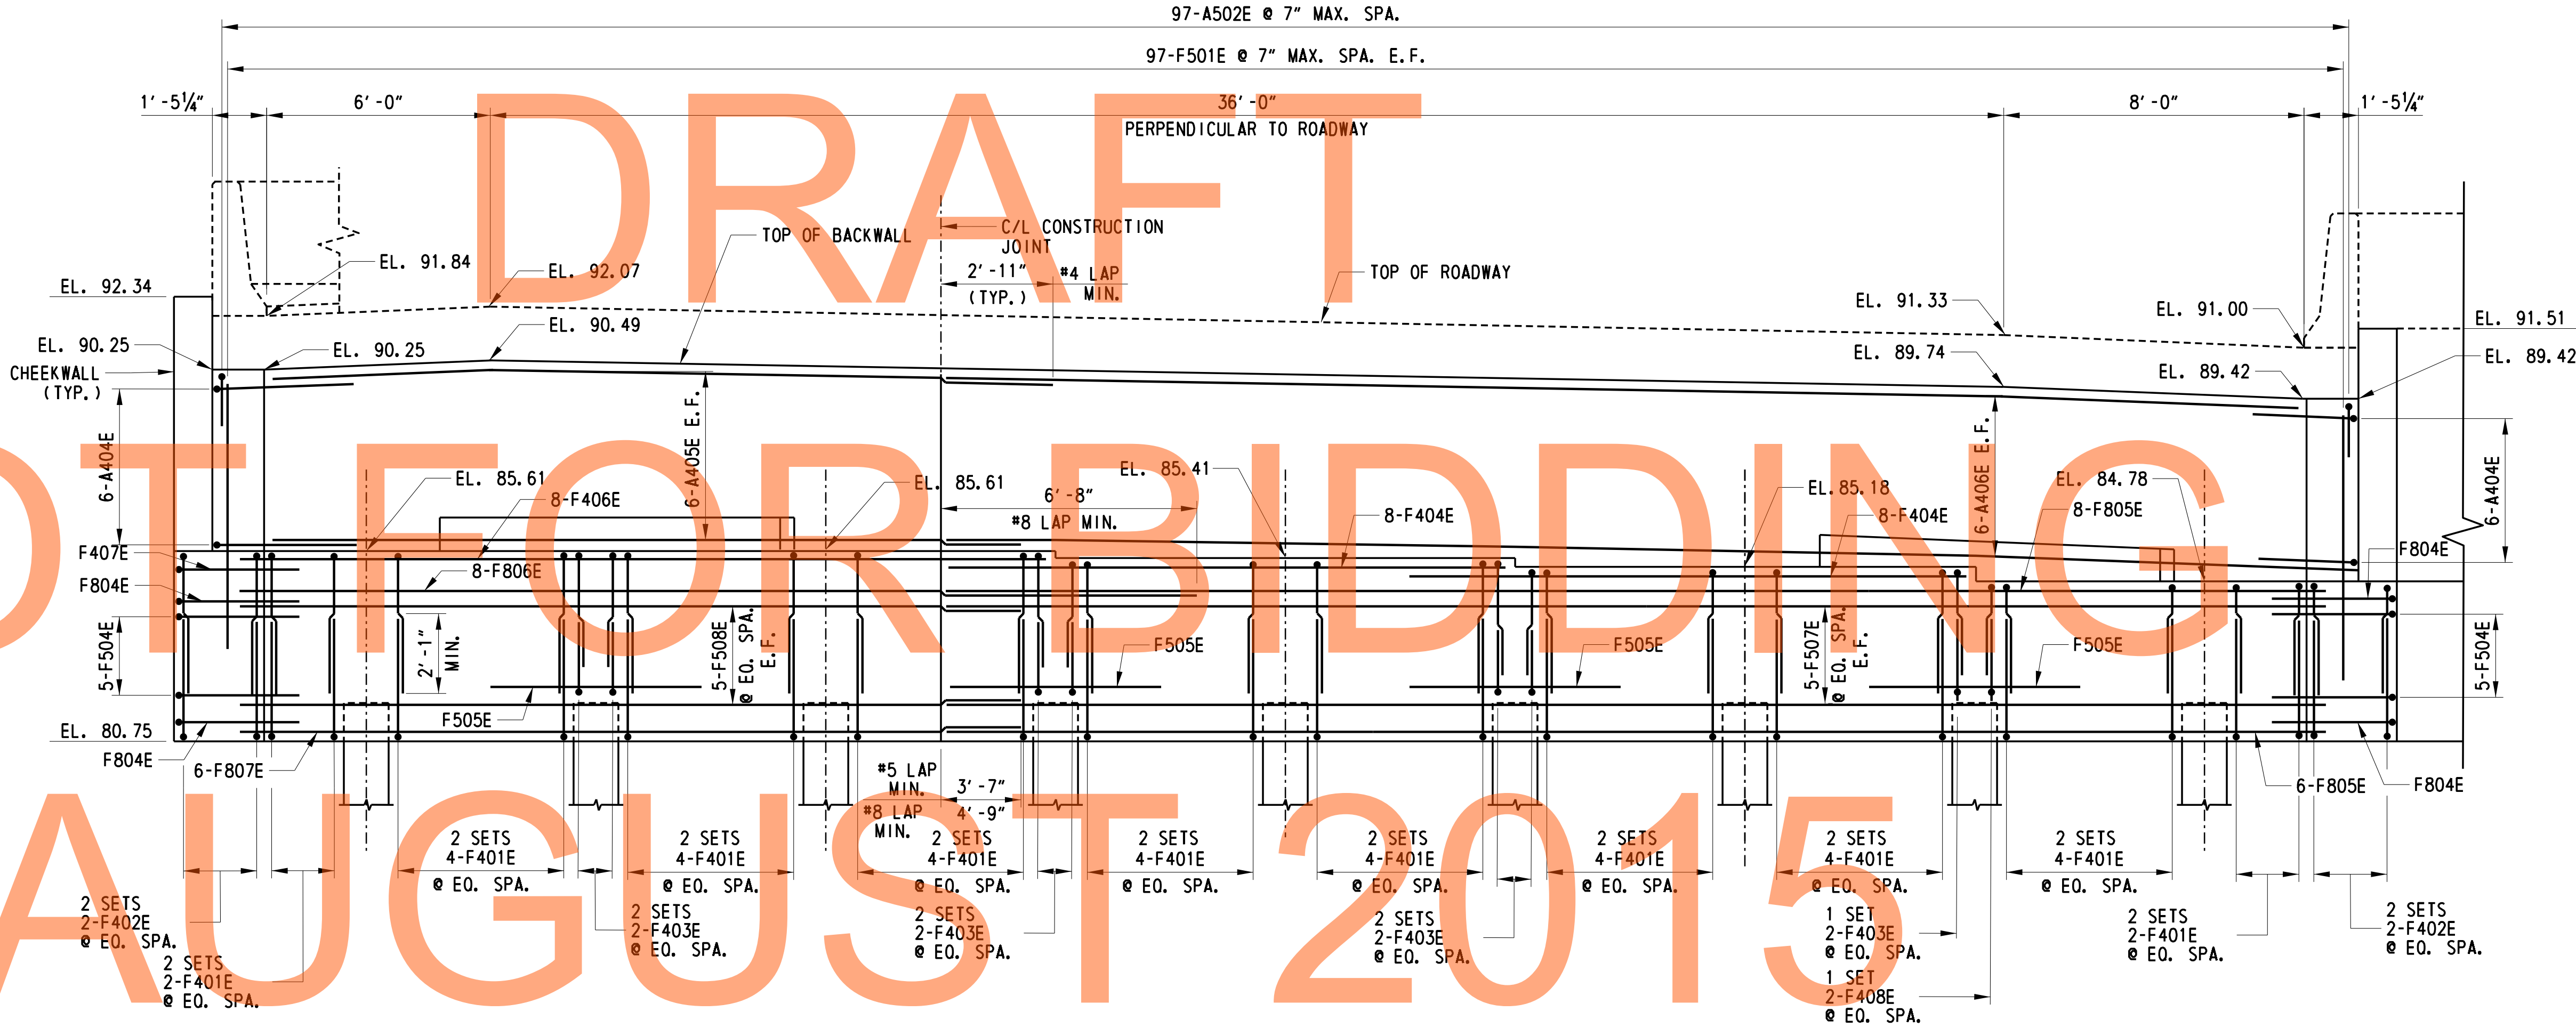 97-A502E @ 7" MAX. SPA.
97-F501E @ 7" MAX. SPA. E.F.
1'-5¼"
6'-0"
36'-0"
8'-0"
1'-5¼"
PERPENDICULAR TO ROADWAY
DRAFT
TOP OF BACKWALL
C/L CONSTRUCTION
JOINT
2'-11"
(TYP.)
#4 LAP
MIN.
TOP OF ROADWAY
EL. 91.84
EL. 92.07
EL. 92.34
EL. 90.49
EL. 91.33
EL. 91.00
EL. 91.51
EL. 90.25
EL. 90.25
EL. 89.74
EL. 89.42
EL. 89.42
CHEEKWALL
(TYP.)
6-A404E
6-A405E E.F.
6-A406E E.F.
6-A404E
OT FOR BIDDING
EL. 85.61
8-F406E
EL. 85.61
EL. 85.41
6'-8"
#8 LAP MIN.
8-F404E
EL. 85.18
8-F404E
EL. 84.78
8-F805E
F804E
F407E
F804E
8-F806E
5-F504E
2'-1"
MIN.
5-F508E
@ EQ. SPA.
E.F.
F505E
F505E
F505E
5-F507E
@ EQ. SPA.
E.F.
F505E
5-F504E
EL. 80.75
F804E
6-F807E
#5 LAP
MIN.
3'-7"
#8 LAP
MIN.
4'-9"
6-F805E
F804E
AUGUST 2015
2 SETS
4-F401E
@ EQ. SPA.
2 SETS
4-F401E
@ EQ. SPA.
2 SETS
4-F401E
@ EQ. SPA.
2 SETS
4-F401E
@ EQ. SPA.
2 SETS
4-F401E
@ EQ. SPA.
2 SETS
4-F401E
@ EQ. SPA.
2 SETS
4-F401E
@ EQ. SPA.
2 SETS
4-F401E
@ EQ. SPA.
2 SETS
2-F402E
@ EQ. SPA.
2 SETS
2-F401E
@ EQ. SPA.
2 SETS
2-F403E
@ EQ. SPA.
2 SETS
2-F403E
@ EQ. SPA.
2 SETS
2-F403E
@ EQ. SPA.
1 SET
2-F403E
@ EQ. SPA.
1 SET
2-F408E
@ EQ. SPA.
2 SETS
2-F401E
@ EQ. SPA.
2 SETS
2-F402E
@ EQ. SPA.